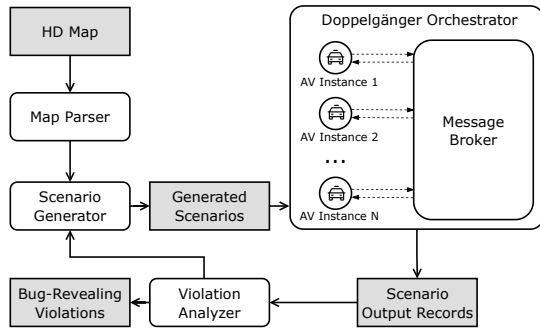 HD Map
Map Parser
Scenario
Generator
Generated
Scenarios
Doppelgänger Orchestrator
AV Instance 1
AV Instance 2
...
AV Instance N
Message
Broker
Bug-Revealing
Violations
Violation
Analyzer
Scenario
Output Records